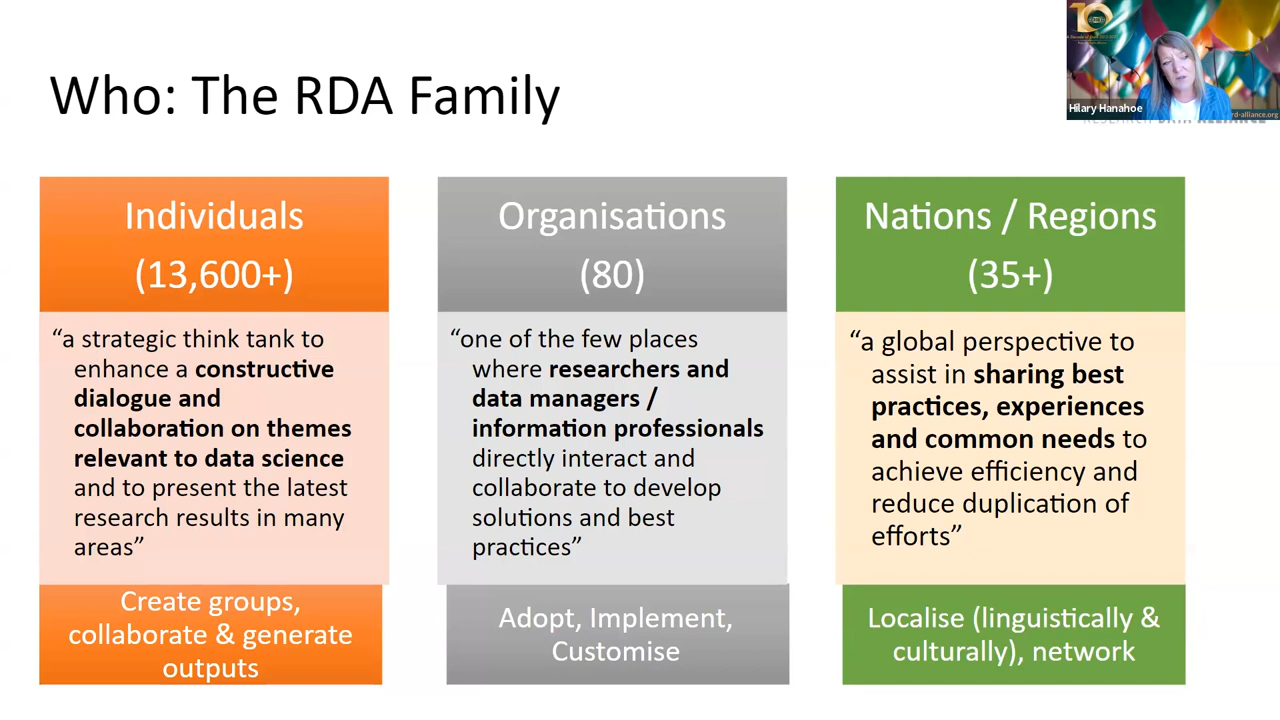 Who: The RDA Family
Hilary Hanahoe
rd-alliance.org
Individuals
(13,600+)
“a strategic think tank to
enhance a constructive
dialogue and
collaboration on themes
relevant to data science
and to present the latest
research results in many
areas”
Create groups,
collaborate & generate
outputs
Organisations
(80)
“one of the few places
where researchers and
data managers /
information professionals
directly interact and
collaborate to develop
solutions and best
practices”
Adopt, Implement,
Customise
Nations / Regions
(35+)
“a global perspective to
assist in sharing best
practices, experiences
and common needs to
achieve efficiency and
reduce duplication of
efforts”
Localise (linguistically &
culturally), network